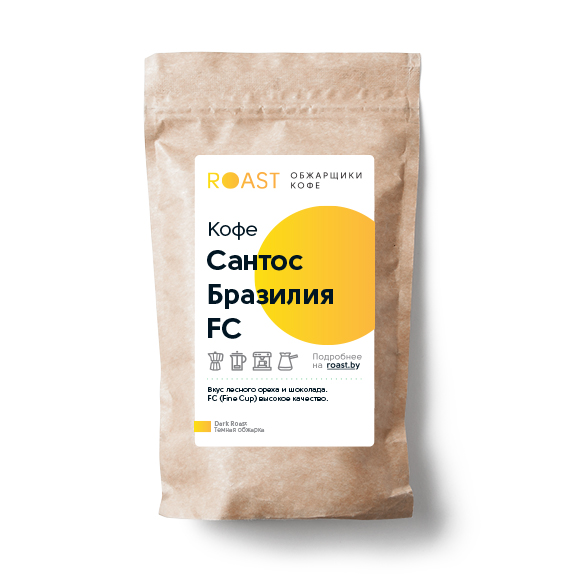 ROAST ОБЖАРЩИКИ
КОФЕ
Кофе
Сантос
Бразилия
FC
Подробнее
на roast.by
Вкус лесного ореха и шоколада.
FC (Fine Cup) высокое качество.
Dark Roast
Темная обжарка